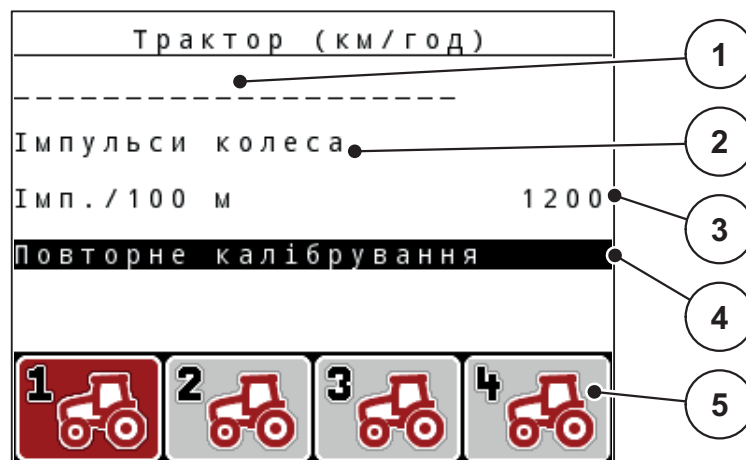 Трактор (км/год)
1
_ _ _ _ _ _ _ _ _ _ _ _ _ _ _ _ _ _ _ _
Імпульси колеса
2
Імп./100 м 1200
3
Повторне калібрування
4
1 2 3 4
5